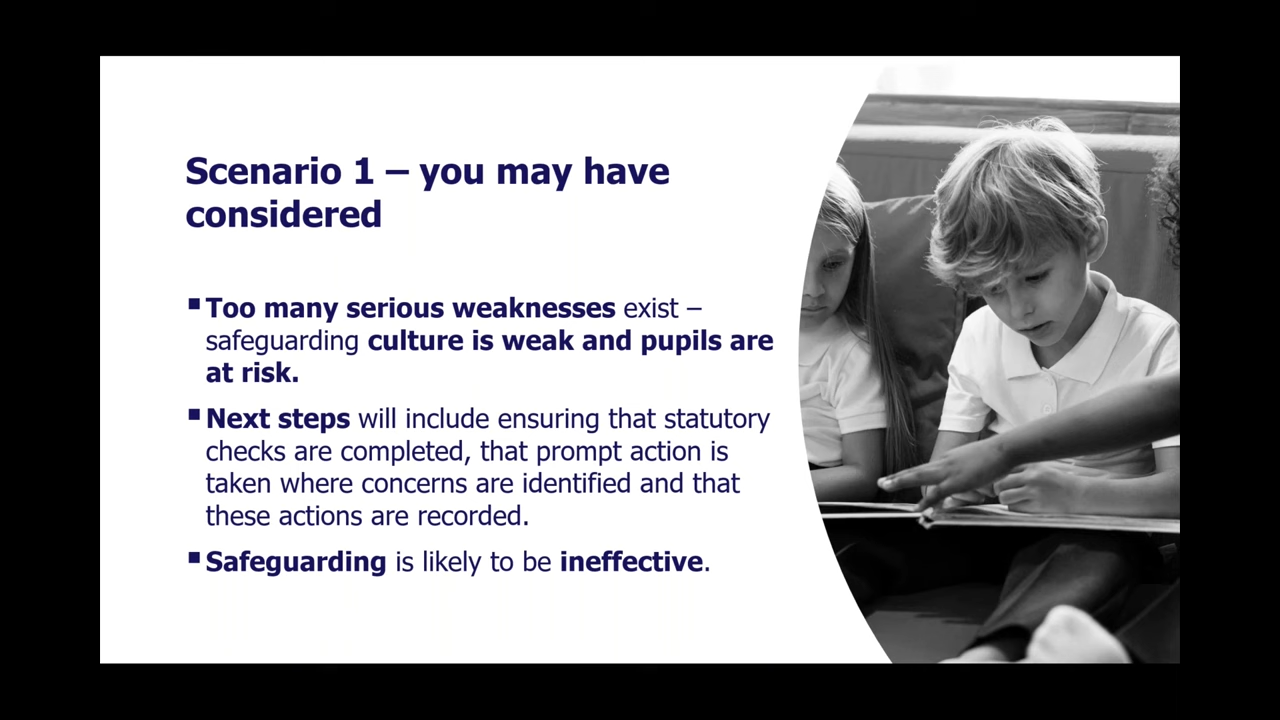 Scenario 1 – you may have
considered
▪ Too many serious weaknesses exist –
safeguarding culture is weak and pupils are
at risk.
▪ Next steps will include ensuring that statutory
checks are completed, that prompt action is
taken where concerns are identified and that
these actions are recorded.
▪ Safeguarding is likely to be ineffective.